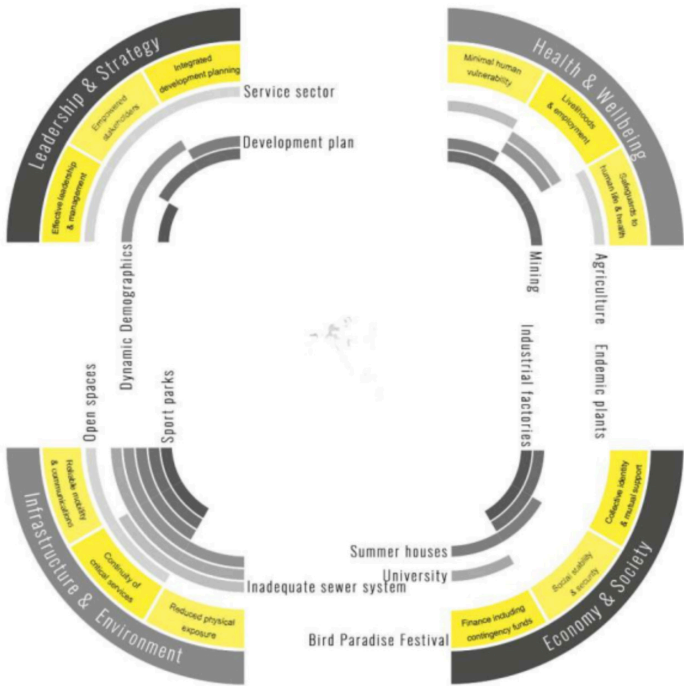 Leadership & Strategy
Effective leadership
& management
Empowered
stakeholders
Integrated
development planning
Service sector
Development plan
Dynamic Demographics
Health & Wellbeing
Minimal human
vulnerability
Livelihoods
& employment
Safeguards to
human life & health
Mining
Agriculture
Infrastructure & Environment
Open spaces
Sport parks
Reliable mobility
& communications
Continuity of
critical services
Reduced physical
exposure
Inadequate sewer system
Industrial factories
Endemic plants
Economy & Society
Collective identity
& mutual support
Social stability
& security
Finance including
contingency funds
Summer houses
University
Bird Paradise Festival